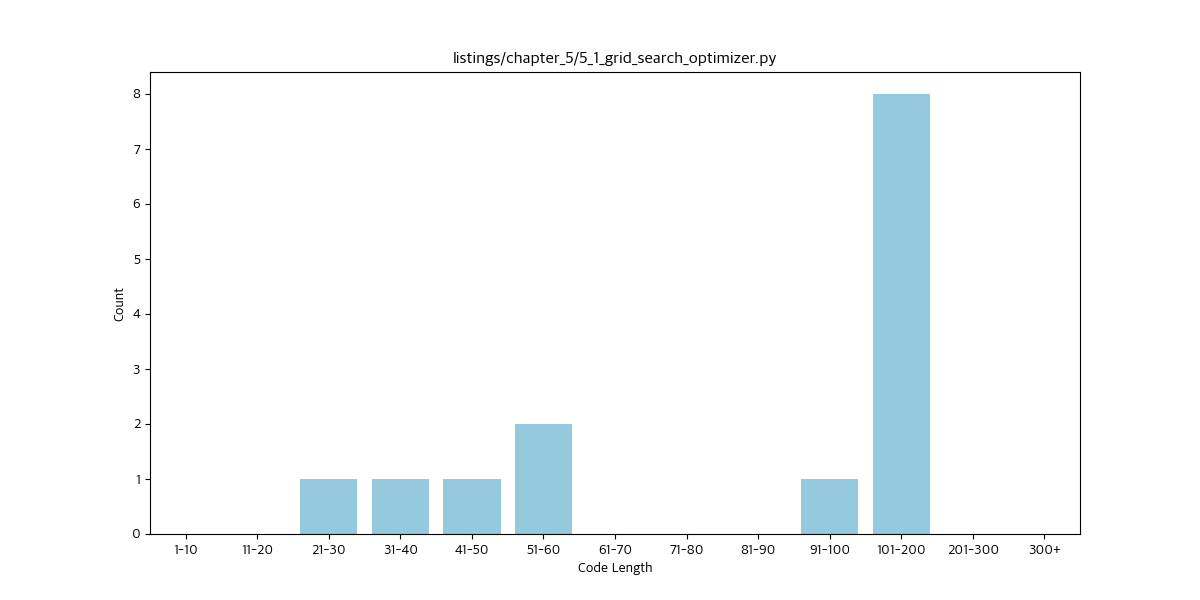 listings/chapter_5/5_1_grid_search_optimizer.py
Count
8
7
6
5
4
3
2
1
0
1-10 11-20 21-30 31-40 41-50 51-60 61-70 71-80 81-90 91-100 101-200 201-300 300+
Code Length